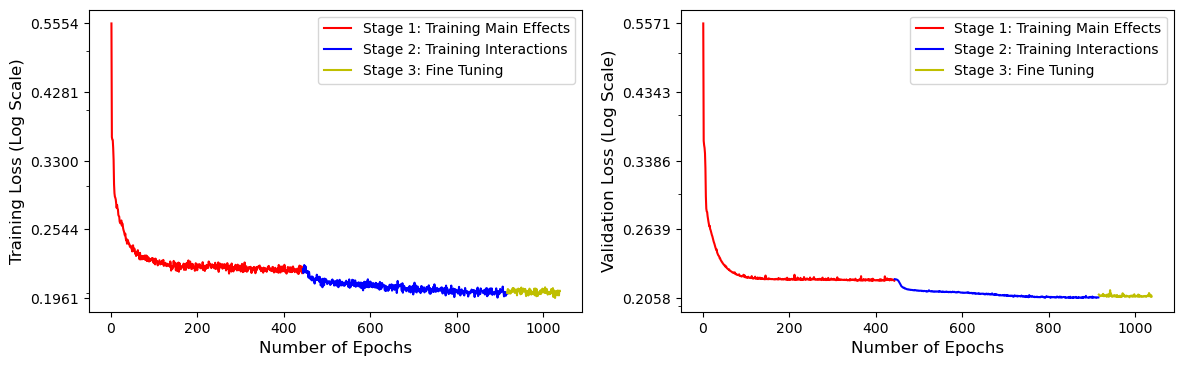 Training Loss (Log Scale)
0.5554
0.4281
0.3300
0.2544
0.1961
Stage 1: Training Main Effects
Stage 2: Training Interactions
Stage 3: Fine Tuning
0 200 400 600 800 1000
Number of Epochs
Validation Loss (Log Scale)
0.5571
0.4343
0.3386
0.2639
0.2058
Stage 1: Training Main Effects
Stage 2: Training Interactions
Stage 3: Fine Tuning
0 200 400 600 800 1000
Number of Epochs